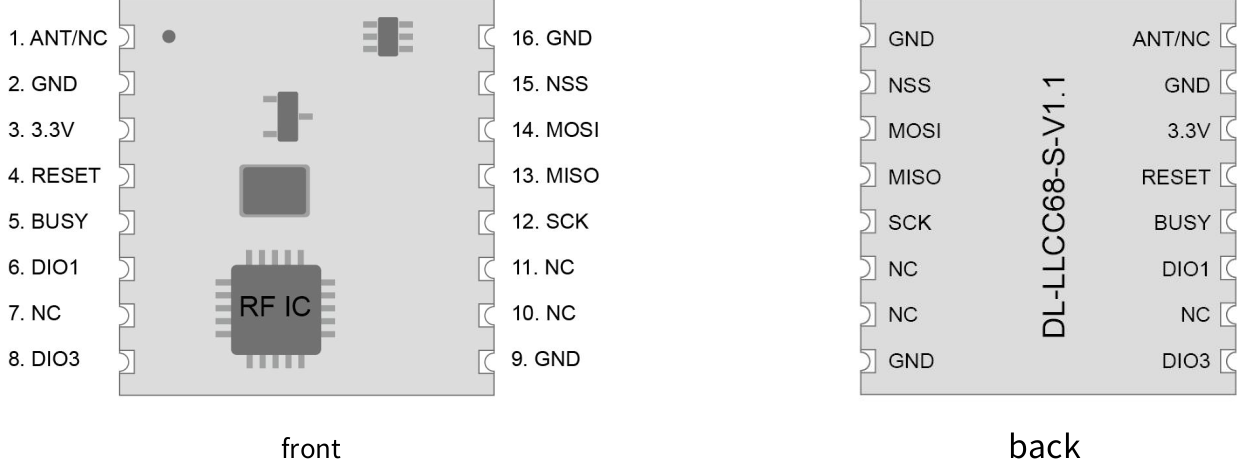 1. ANT/NC
2. GND
3. 3.3V
4. RESET
5. BUSY
6. DIO1
7. NC
8. DIO3
RF IC
16. GND
15. NSS
14. MOSI
13. MISO
12. SCK
11. NC
10. NC
9. GND
front
GND
NSS
MOSI
MISO
SCK
NC
NC
GND
DL-LLCC68-S-V1.1
ANT/NC
GND
3.3V
RESET
BUSY
DIO1
NC
DIO3
back